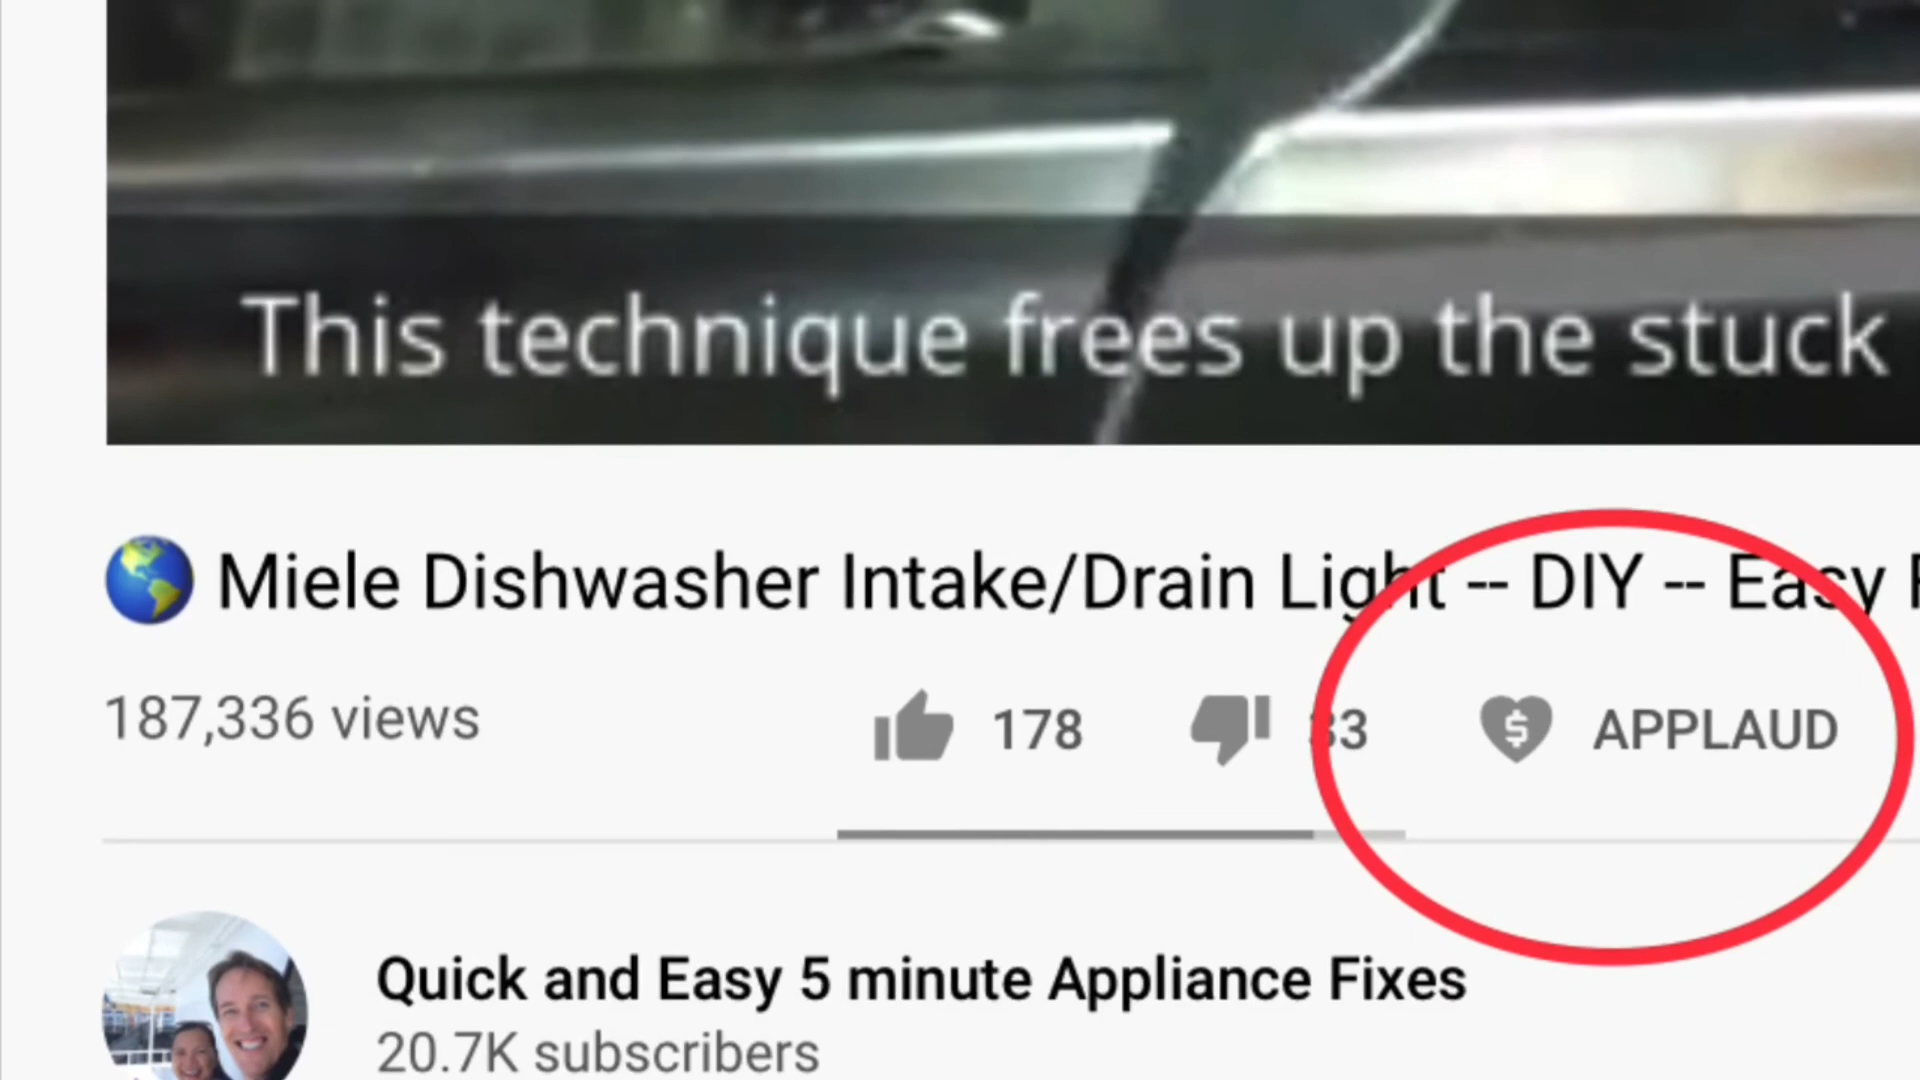 This technique frees up the stuck
Miele Dishwasher Intake/Drain Light -- DIY -- Easy
187,336 views
178
33
$ APPLAUD
Quick and Easy 5 minute Appliance Fixes
20.7K subscribers